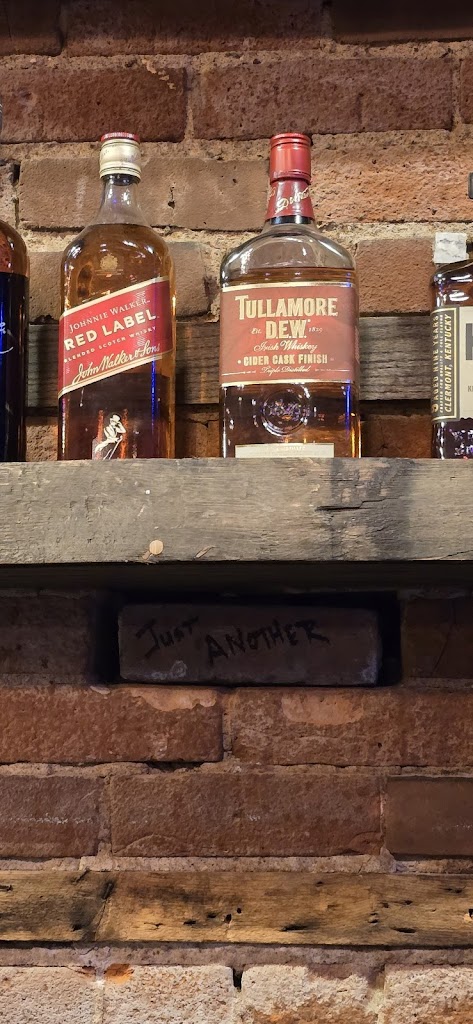 JOHNNIE WALKER
RED LABEL
BLENDED SCOTCH WHISKY
John Walker & Sons
TULLAMORE
D.E.W.
EST. 1829
Irish Whiskey
CIDER CASK FINISH
Triple Distilled
CLERMONT, KENTUCKY
Just ANOTHER